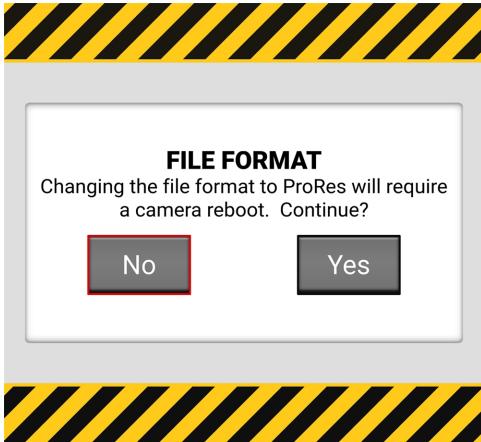 FILE FORMAT
Changing the file format to ProRes will require
a camera reboot.  Continue?
No
Yes